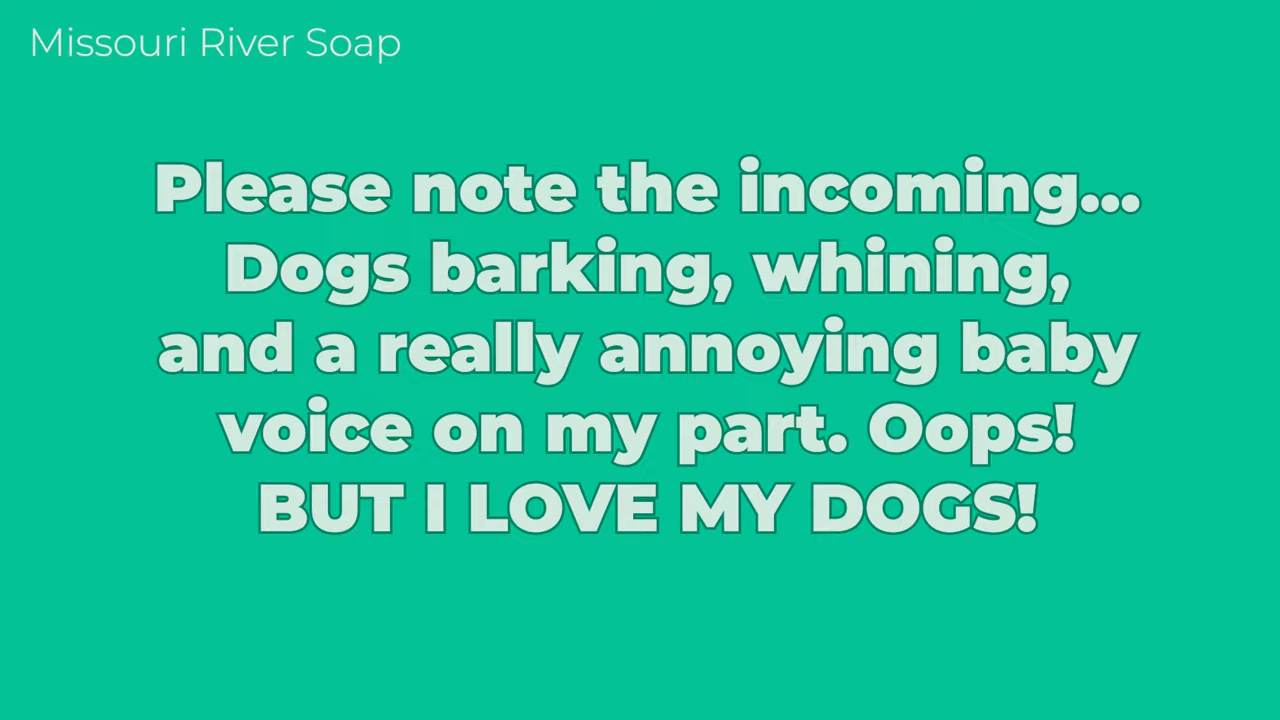 Missouri River Soap
Please note the incoming...
Dogs barking, whining,
and a really annoying baby
voice on my part. Oops!
BUT I LOVE MY DOGS!